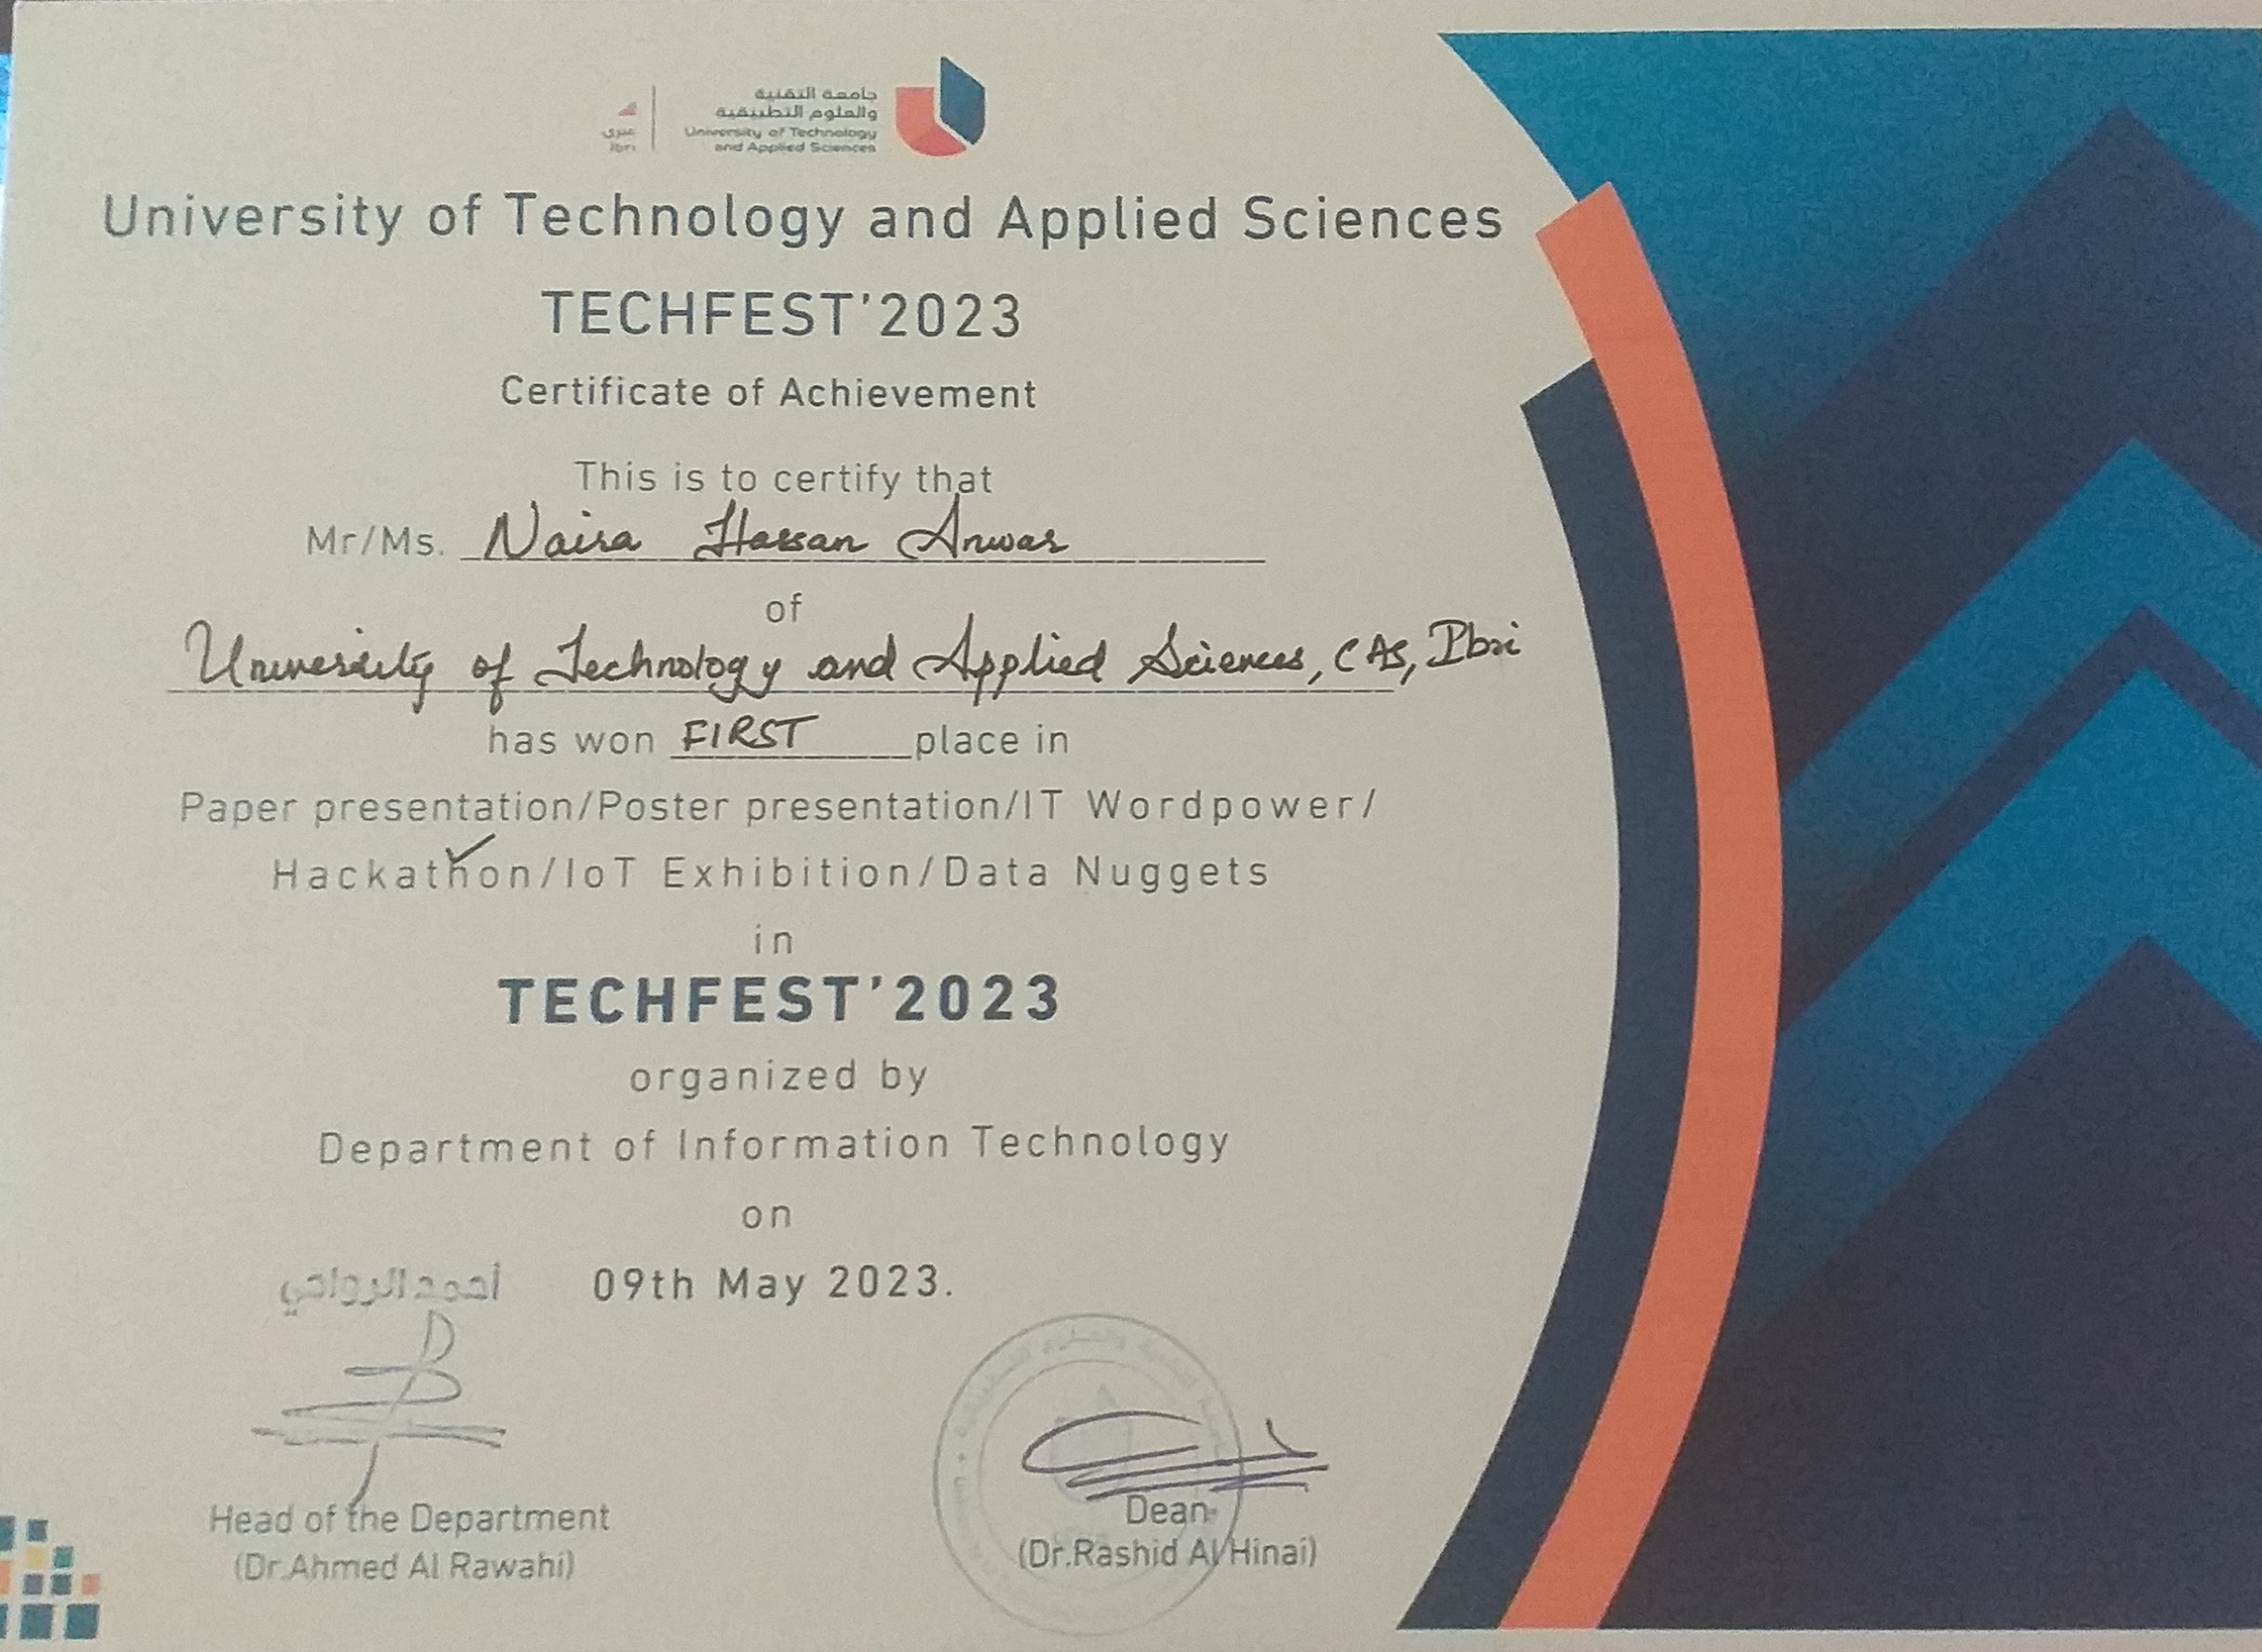 جامعة التقنية
والعلوم التطبيقية
University of Technology
and Applied Sciences
عبري
Ibri
University of Technology and Applied Sciences
TECHFEST'2023
Certificate of Achievement
This is to certify that
Mr/Ms. Naira Hassan Anwar
of
University of Technology and Applied Sciences, CAS, Ibri
has won FIRST place in
Paper presentation/Poster presentation/IT Wordpower/
Hackathon/IoT Exhibition/Data Nuggets
in
TECHFEST'2023
organized by
Department of Information Technology
on
أحمد الرواحي 09th May 2023.
Head of the Department
(Dr.Ahmed Al Rawahi)
Dean
(Dr.Rashid Al Hinai)